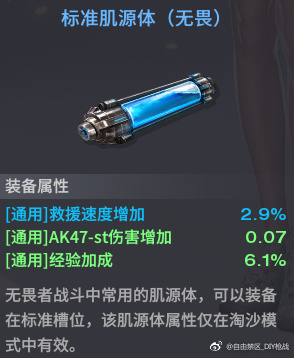 标准肌源体（无畏）
装备属性
[通用]救援速度增加 2.9%
[通用]AK47-st伤害增加 0.07
[通用]经验加成 6.1%
无畏者战斗中常用的肌源体，可以装备
在标准槽位，该肌源体属性仅在淘沙模
式中有效。
@自由禁区_DIY枪战